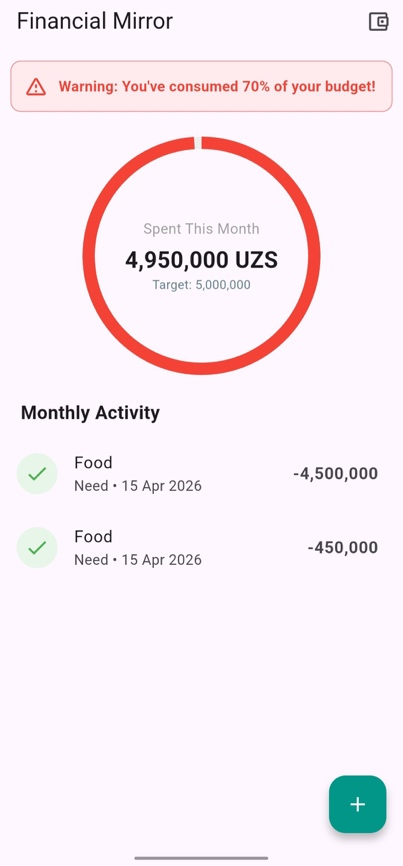 Financial Mirror
Warning: You've consumed 70% of your budget!
Spent This Month
4,950,000 UZS
Target: 5,000,000
Monthly Activity
Food
Need • 15 Apr 2026
-4,500,000
Food
Need • 15 Apr 2026
-450,000
+